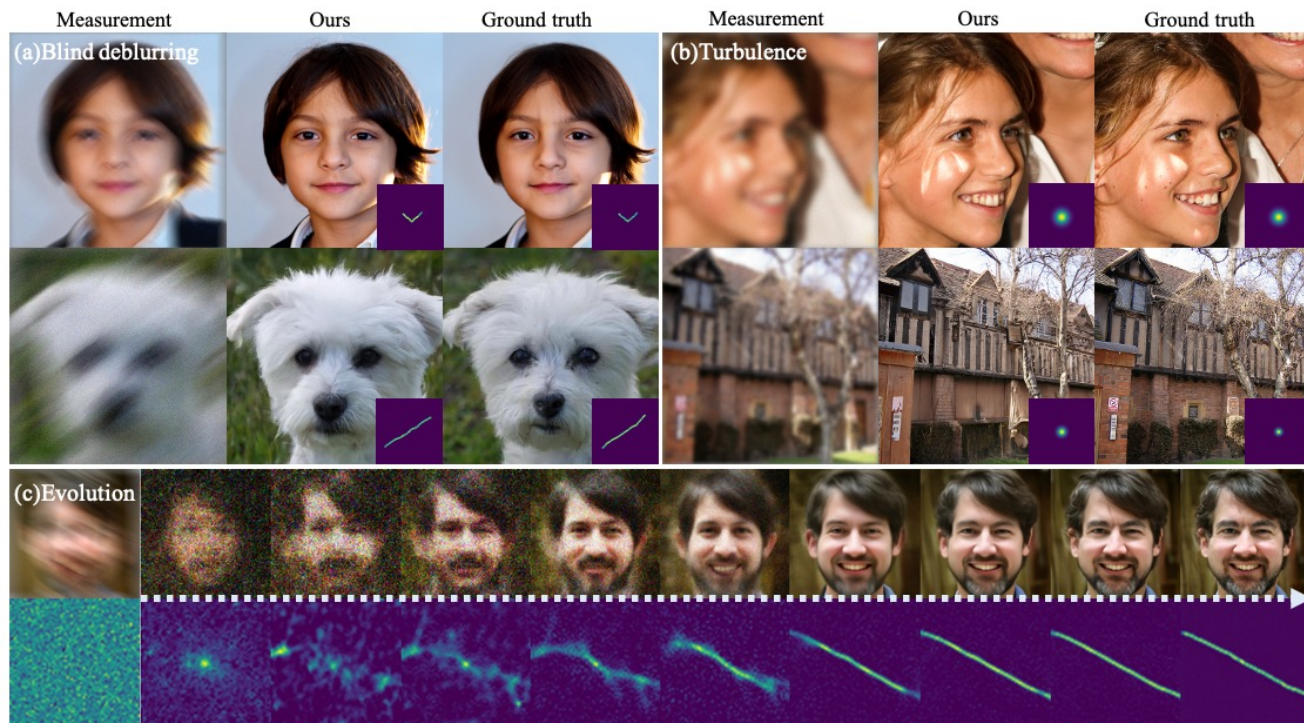 Measurement Ours Ground truth Measurement Ours Ground truth
(a)Blind deblurring (b)Turbulence
(c)Evolution